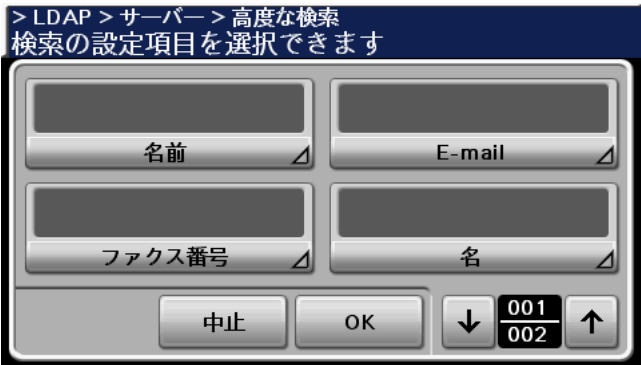 > LDAP > サーバー > 高度な検索
検索の設定項目を選択できます
名前 E-mail
ファクス番号 名
中止 OK ↓ 001 ↑
002